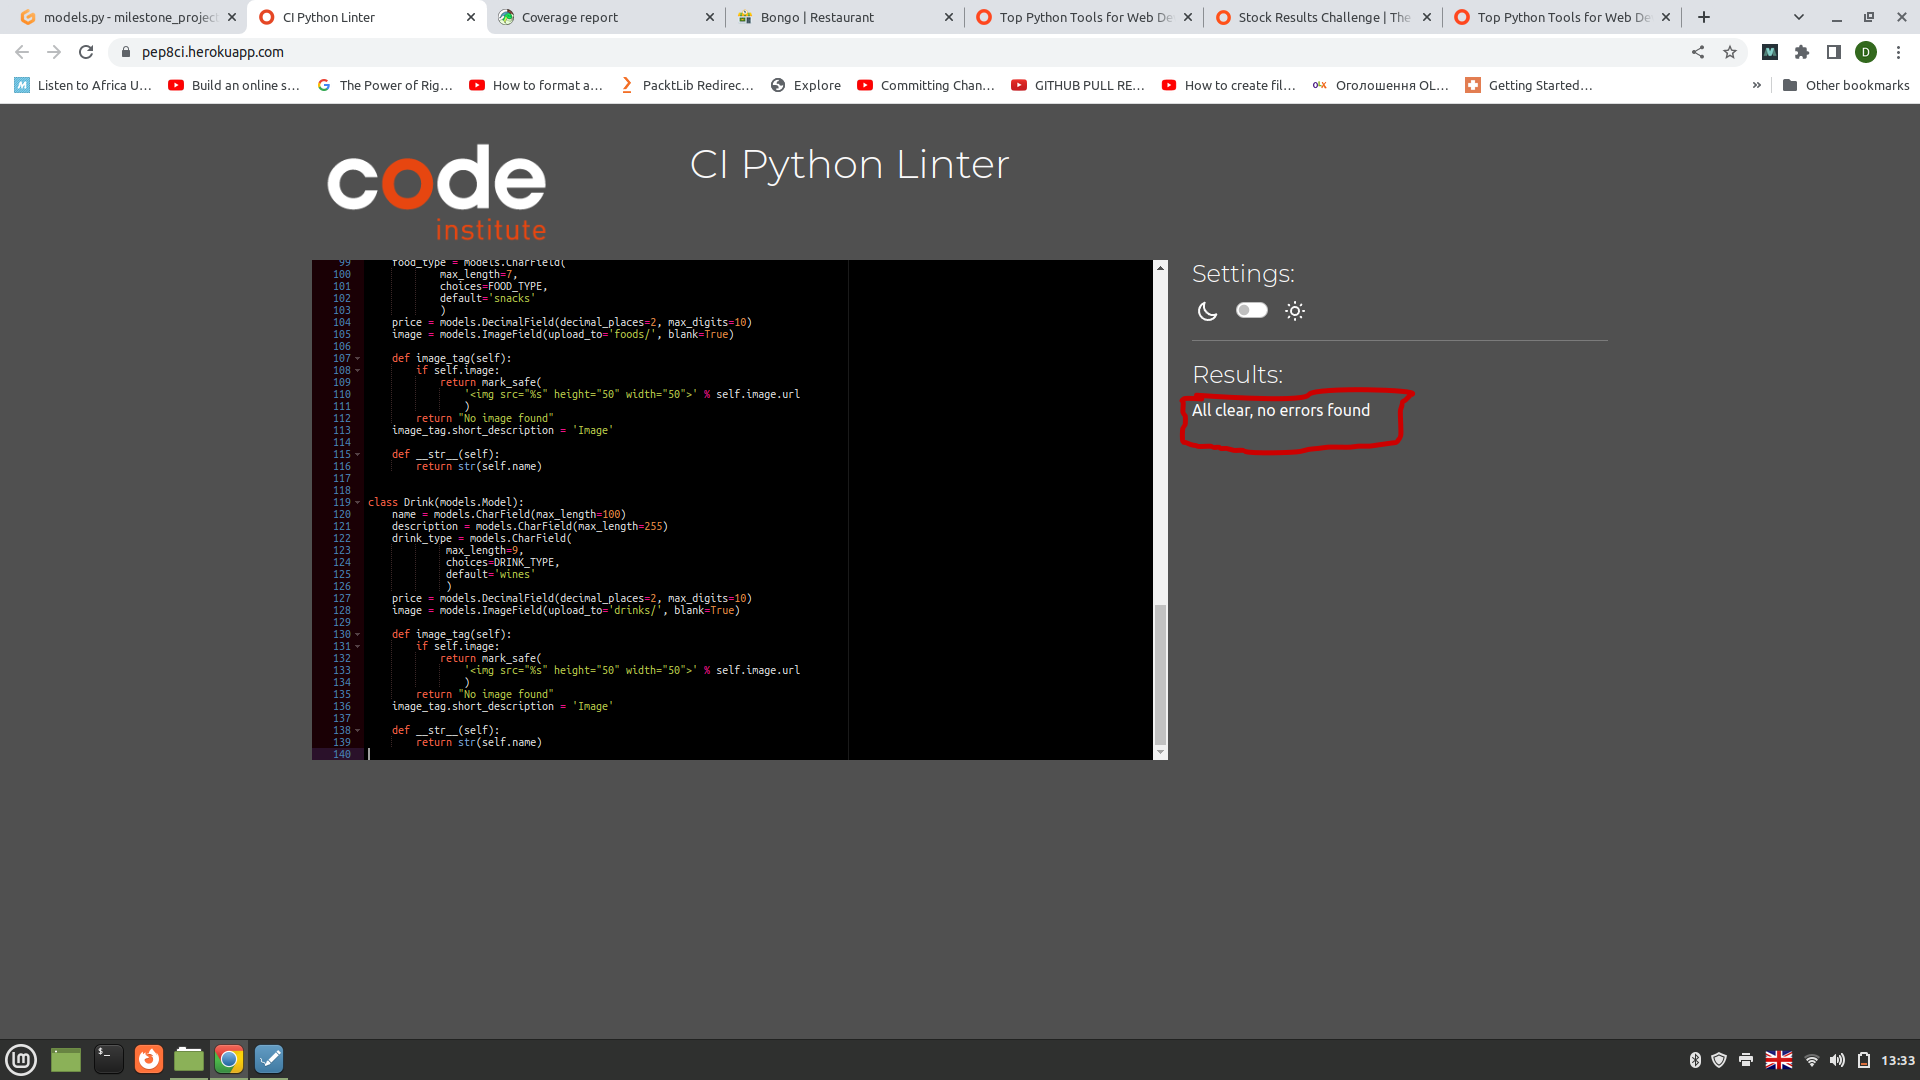 models.py - milestone_projec
CI Python Linter
Coverage report
Bongo | Restaurant
Top Python Tools for Web De
Stock Results Challenge | The
Top Python Tools for Web De
pep8ci.herokuapp.com
D
Listen to Africa U...
Build an online s...
The Power of Rig...
How to format a...
PacktLib Redirec...
Explore
Committing Chan...
GITHUB PULL RE...
How to create fil...
Оголошення OL...
Getting Started...
»
Other bookmarks
code
institute
CI Python Linter
99 food_type = models.CharField(
100 max_length=7,
101 choices=FOOD_TYPE,
102 default='snacks'
103 )
104 price = models.DecimalField(decimal_places=2, max_digits=10)
105 image = models.ImageField(upload_to='foods/', blank=True)
106
107 def image_tag(self):
108 if self.image:
109 return mark_safe(
110 '<img src="%s" height="50" width="50">' % self.image.url
111 )
112 return "No image found"
113 image_tag.short_description = 'Image'
114
115 def __str__(self):
116 return str(self.name)
117
118
119 class Drink(models.Model):
120 name = models.CharField(max_length=100)
121 description = models.CharField(max_length=255)
122 drink_type = models.CharField(
123 max_length=9,
124 choices=DRINK_TYPE,
125 default='wines'
126 )
127 price = models.DecimalField(decimal_places=2, max_digits=10)
128 image = models.ImageField(upload_to='drinks/', blank=True)
129
130 def image_tag(self):
131 if self.image:
132 return mark_safe(
133 '<img src="%s" height="50" width="50">' % self.image.url
134 )
135 return "No image found"
136 image_tag.short_description = 'Image'
137
138 def __str__(self):
139 return str(self.name)
140
Settings:
Results:
All clear, no errors found
13:33